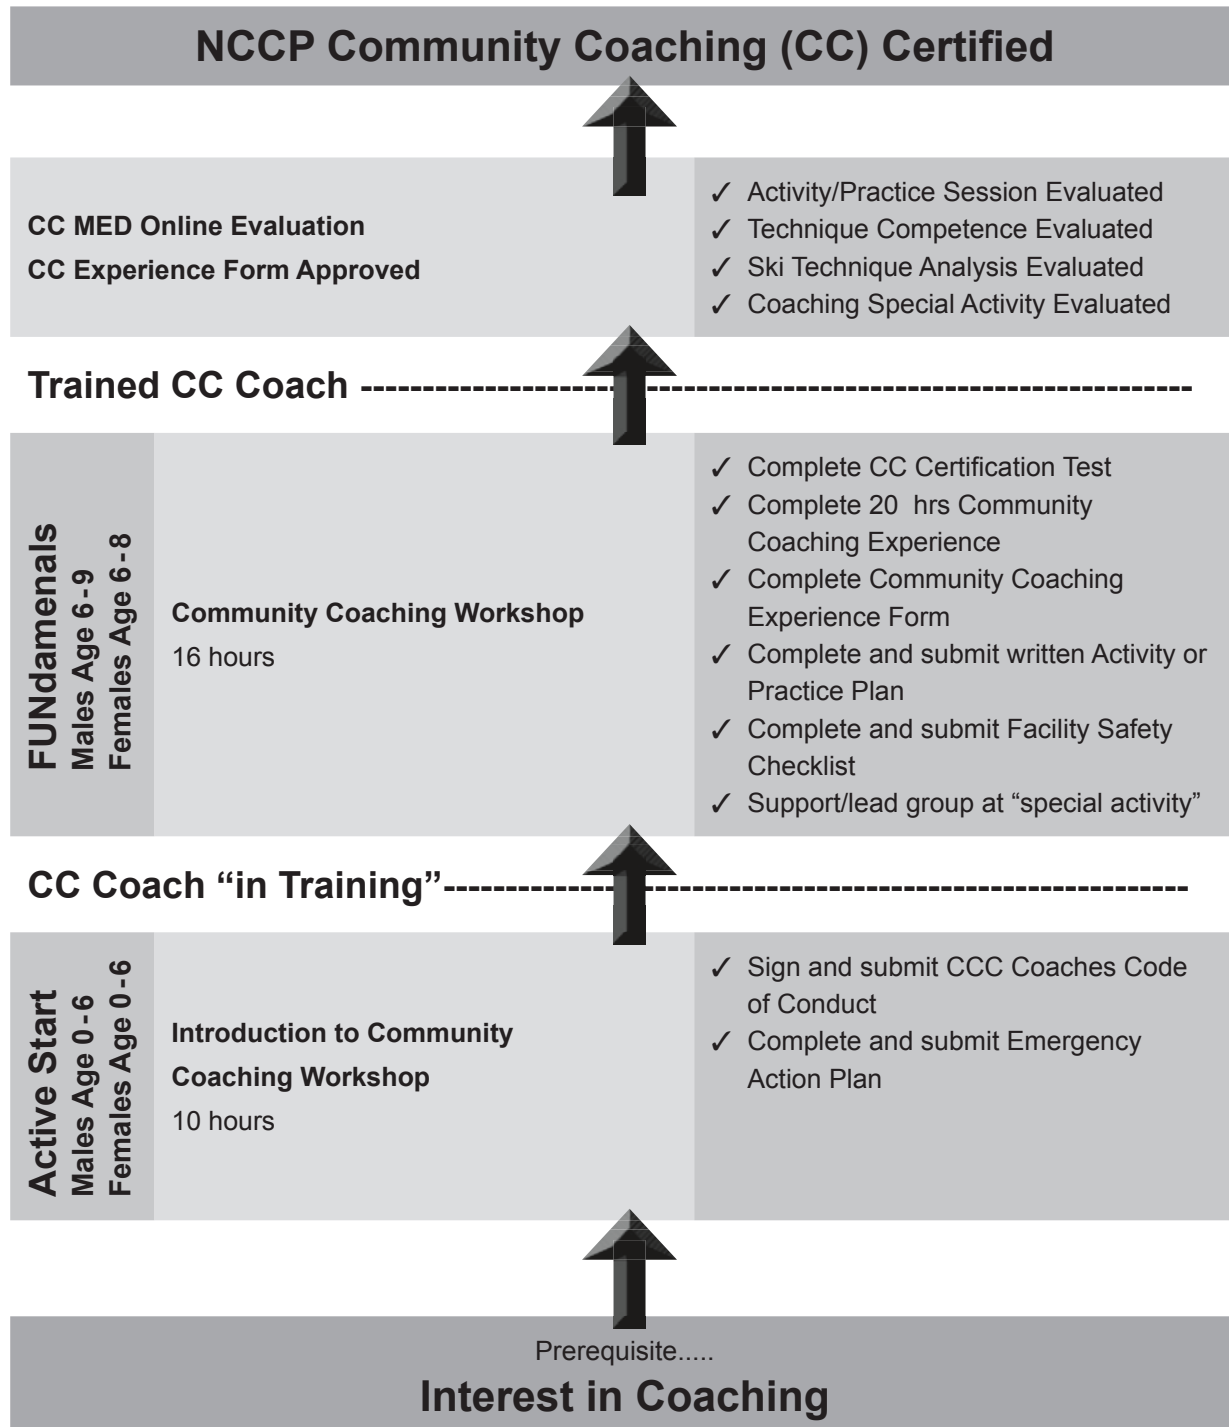 NCCP Community Coaching (CC) Certified
CC MED Online Evaluation
CC Experience Form Approved
✓ Activity/Practice Session Evaluated
✓ Technique Competence Evaluated
✓ Ski Technique Analysis Evaluated
✓ Coaching Special Activity Evaluated
Trained CC Coach -------------------------------------------------------------------
FUNdamenals
Males Age 6-9
Females Age 6-8
Community Coaching Workshop
16 hours
✓ Complete CC Certification Test
✓ Complete 20 hrs Community
Coaching Experience
✓ Complete Community Coaching
Experience Form
✓ Complete and submit written Activity or
Practice Plan
✓ Complete and submit Facility Safety
Checklist
✓ Support/lead group at “special activity”
CC Coach “in Training”------------------------------------------------------------
Active Start
Males Age 0-6
Females Age 0-6
Introduction to Community
Coaching Workshop
10 hours
✓ Sign and submit CCC Coaches Code
of Conduct
✓ Complete and submit Emergency
Action Plan
Prerequisite.....
Interest in Coaching